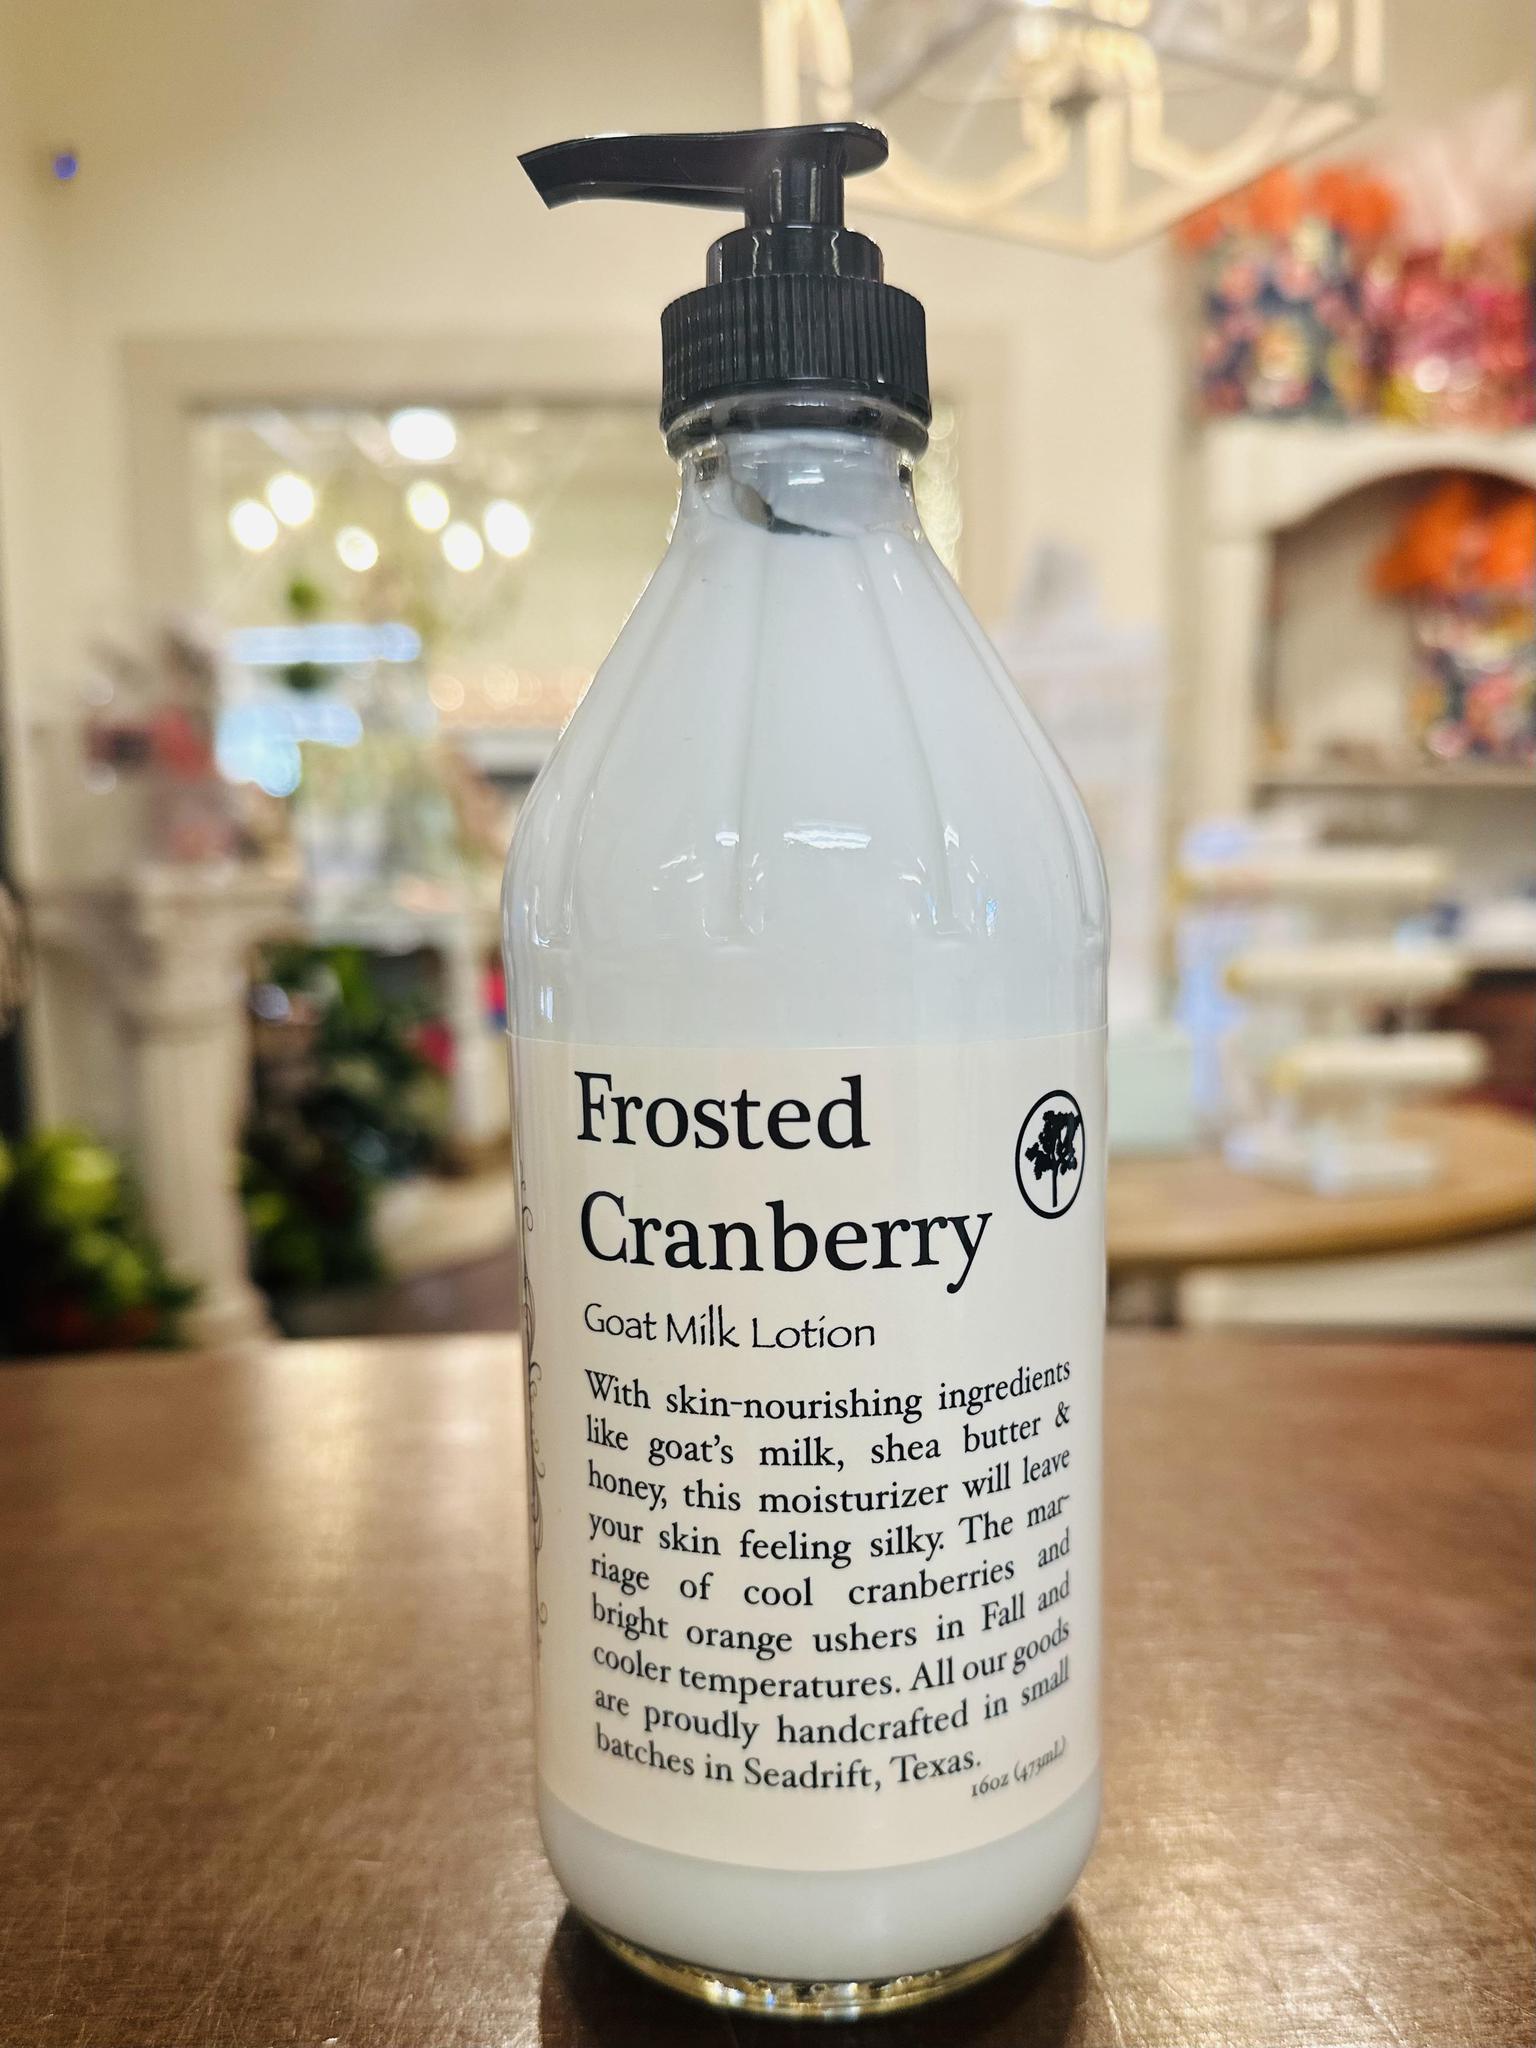 Frosted
Cranberry
Goat Milk Lotion
With skin-nourishing ingredients
like goat's milk, shea butter &
honey, this moisturizer will leave
your skin feeling silky. The mar-
riage of cool cranberries and
bright orange ushers in Fall and
cooler temperatures. All our goods
are proudly handcrafted in small
batches in Seadrift, Texas.
16oz (473mL)